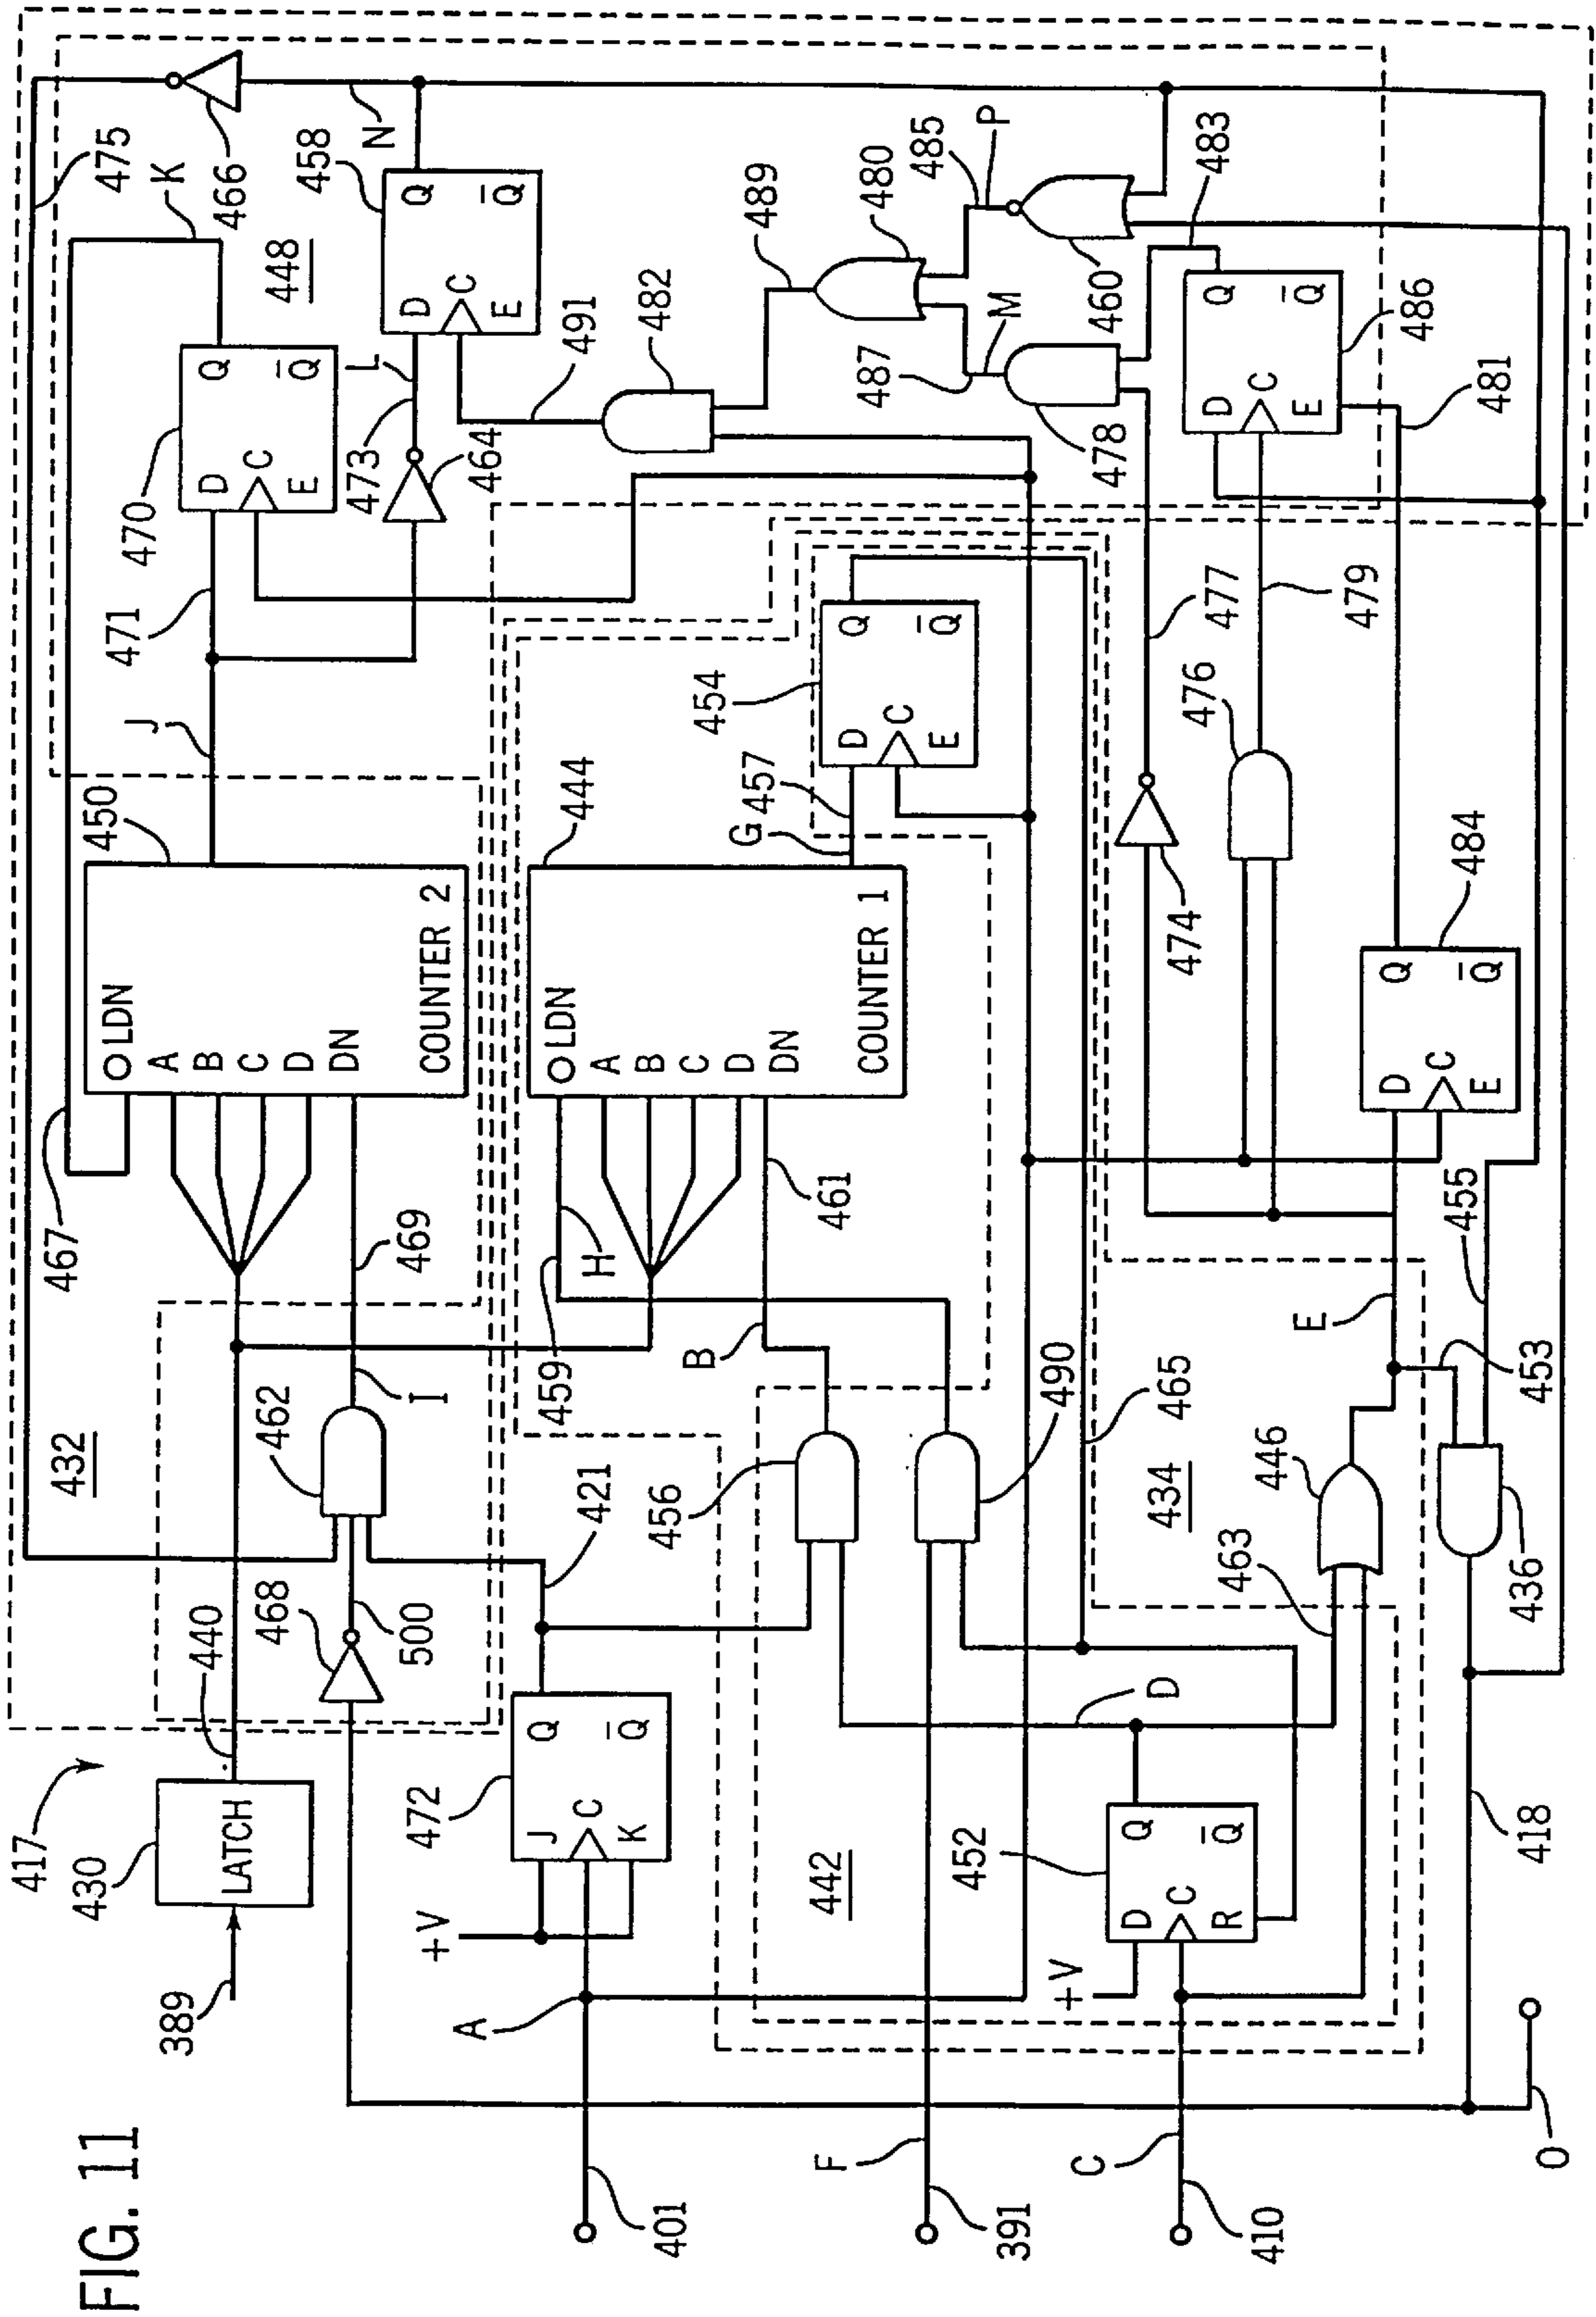 FIG. 11
417
430
LATCH
389
440
432
468
500
462
I
469
467
O LDN
A
B
C
D
DN
COUNTER 2
450
J
471
470
D
C
E
Q
Q̅
K
475
448
466
473
L
464
458
D
C
E
Q
Q̅
N
491
482
489
480
485
P
487
M
478
460
483
486
D
C
E
Q
Q̅
481
+V
472
J
C
K
Q
Q̅
421
A
401
456
459
H
B
461
O LDN
A
B
C
D
DN
COUNTER 1
444
G
457
454
D
C
E
Q
Q̅
490
465
442
F
391
+V
452
D
C
R
Q
Q̅
D
434
463
446
E
C
410
474
477
476
479
484
D
C
E
Q
Q̅
453
455
436
418
O